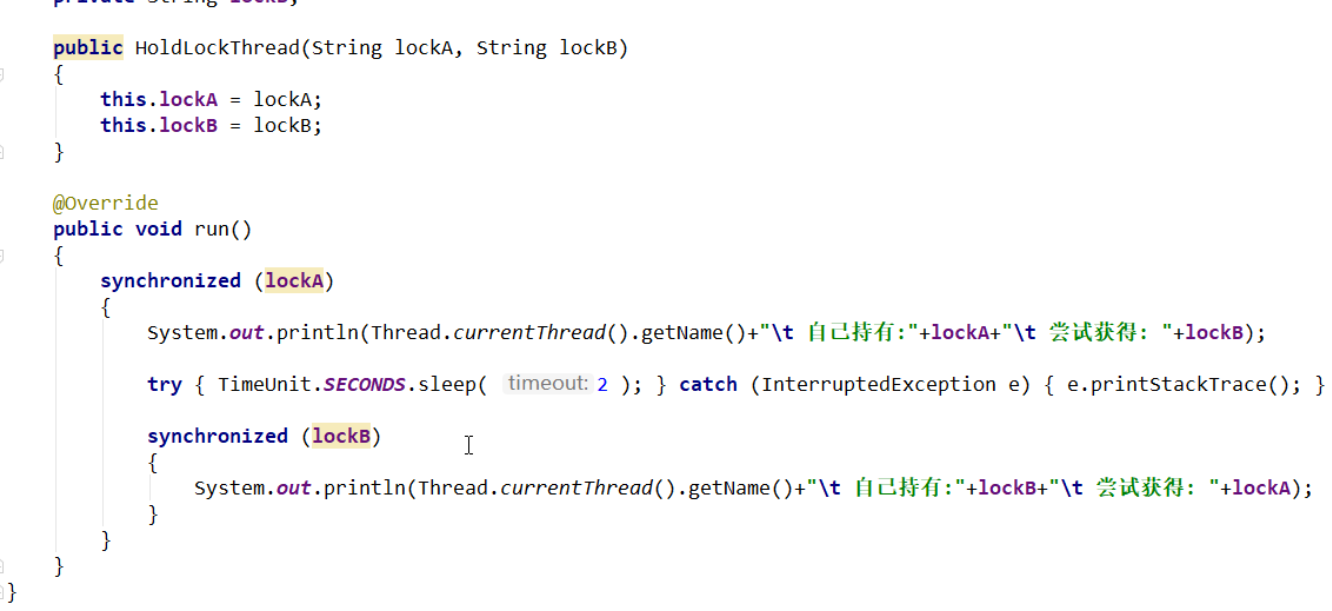 private String lockB;
public HoldLockThread(String lockA, String lockB)
{
this.lockA = lockA;
this.lockB = lockB;
}
@Override
public void run()
{
synchronized (lockA)
{
System.out.println(Thread.currentThread().getName()+"\t 自己持有:"+lockA+"\t 尝试获得: "+lockB);
try { TimeUnit.SECONDS.sleep( timeout: 2 ); } catch (InterruptedException e) { e.printStackTrace(); }
synchronized (lockB)
{
System.out.println(Thread.currentThread().getName()+"\t 自己持有:"+lockB+"\t 尝试获得: "+lockA);
}
}
}
}